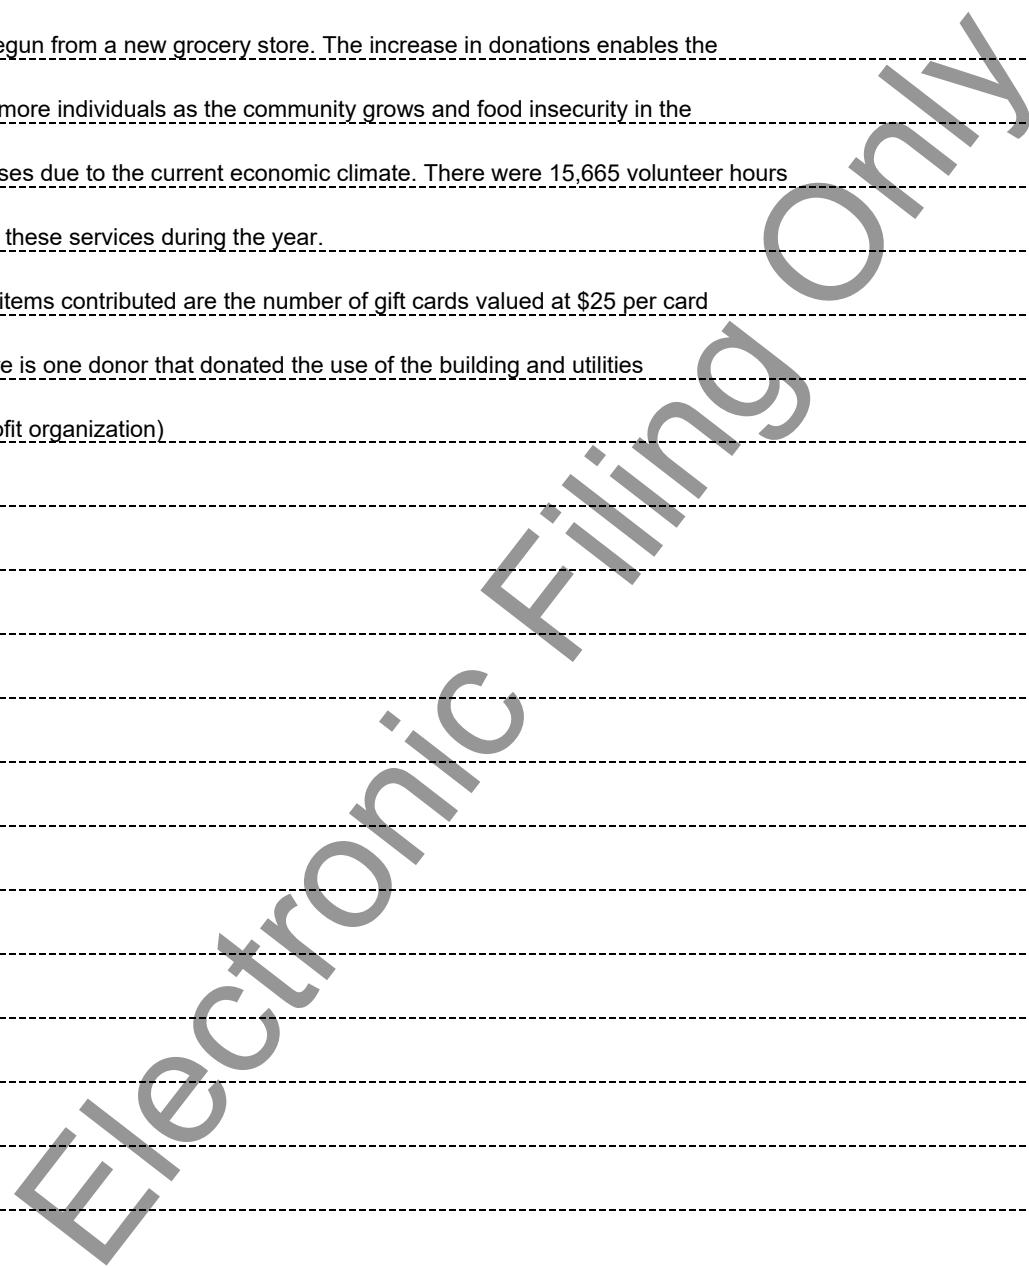 egun from a new grocery store. The increase in donations enables the
more individuals as the community grows and food insecurity in the
ses due to the current economic climate. There were 15,665 volunteer hours
these services during the year.
items contributed are the number of gift cards valued at $25 per card
e is one donor that donated the use of the building and utilities
ofit organization)
Electronic Filing Only